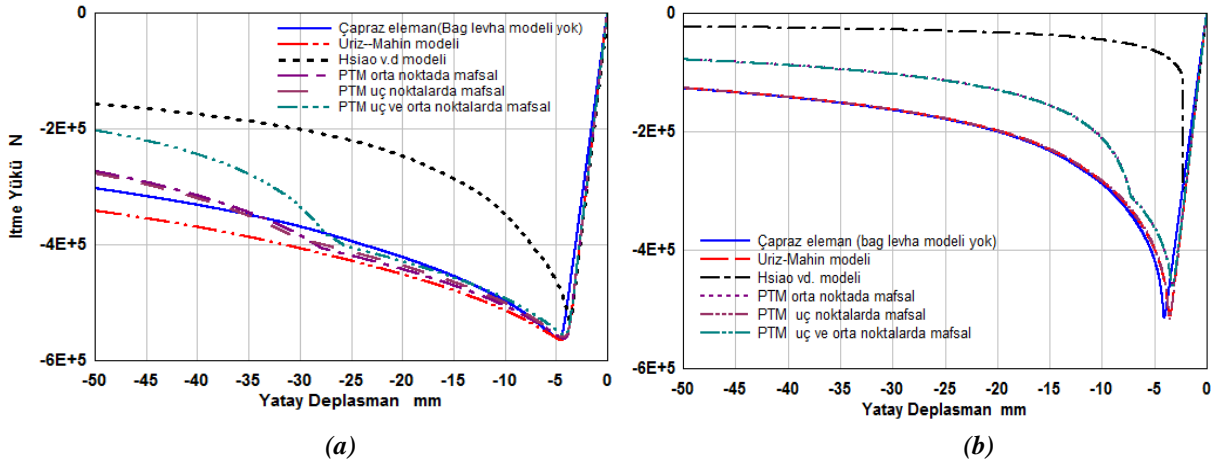 0
Çapraz eleman(Bag levha modeli yok)
Uriz--Mahin modeli
Hsiao v.d modeli
PTM orta noktada mafsal
PTM uç noktalarda mafsal
PTM uç ve orta noktalarda mafsal
-2E+5
-4E+5
-6E+5
Itme Yükü N
-50 -45 -40 -35 -30 -25 -20 -15 -10 -5 0
Yatay Deplasman mm
(a)
0
-2E+5
-4E+5
-6E+5
Çapraz eleman (bag levha modeli yok)
Uriz-Mahin modeli
Hsiao vd. modeli
PTM orta noktada mafsal
PTM uç noktalarda mafsal
PTM uç ve orta noktalarda mafsal
-50 -45 -40 -35 -30 -25 -20 -15 -10 -5 0
Yatay Deplasman mm
(b)